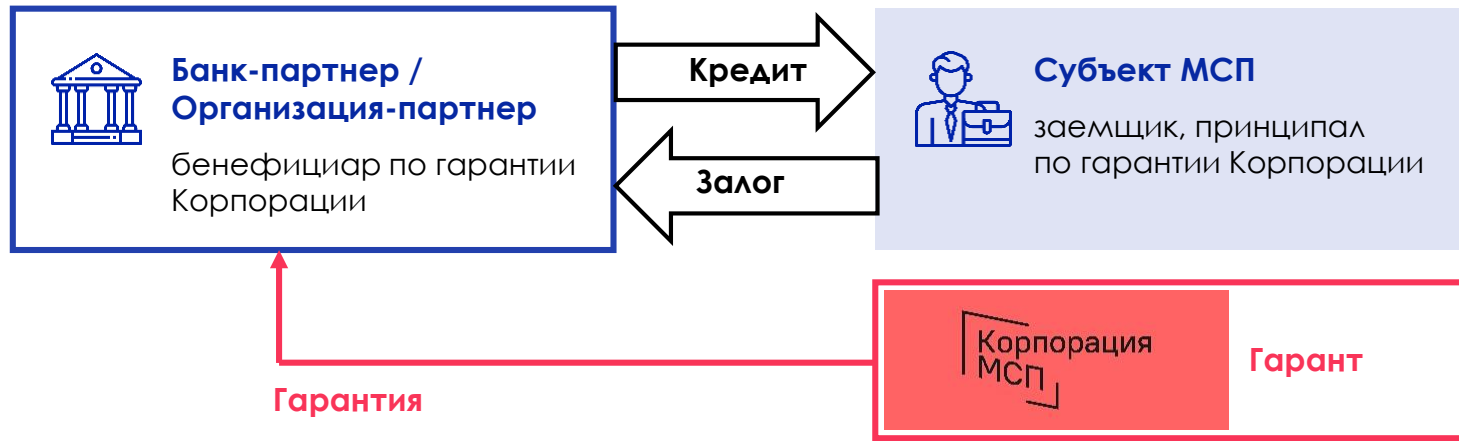 Банк-партнер /
Организация-партнер
бенефициар по гарантии
Корпорации
Кредит
Залог
Субъект МСП
заемщик, принципал
по гарантии Корпорации
Корпорация
МСП
Гарант
Гарантия